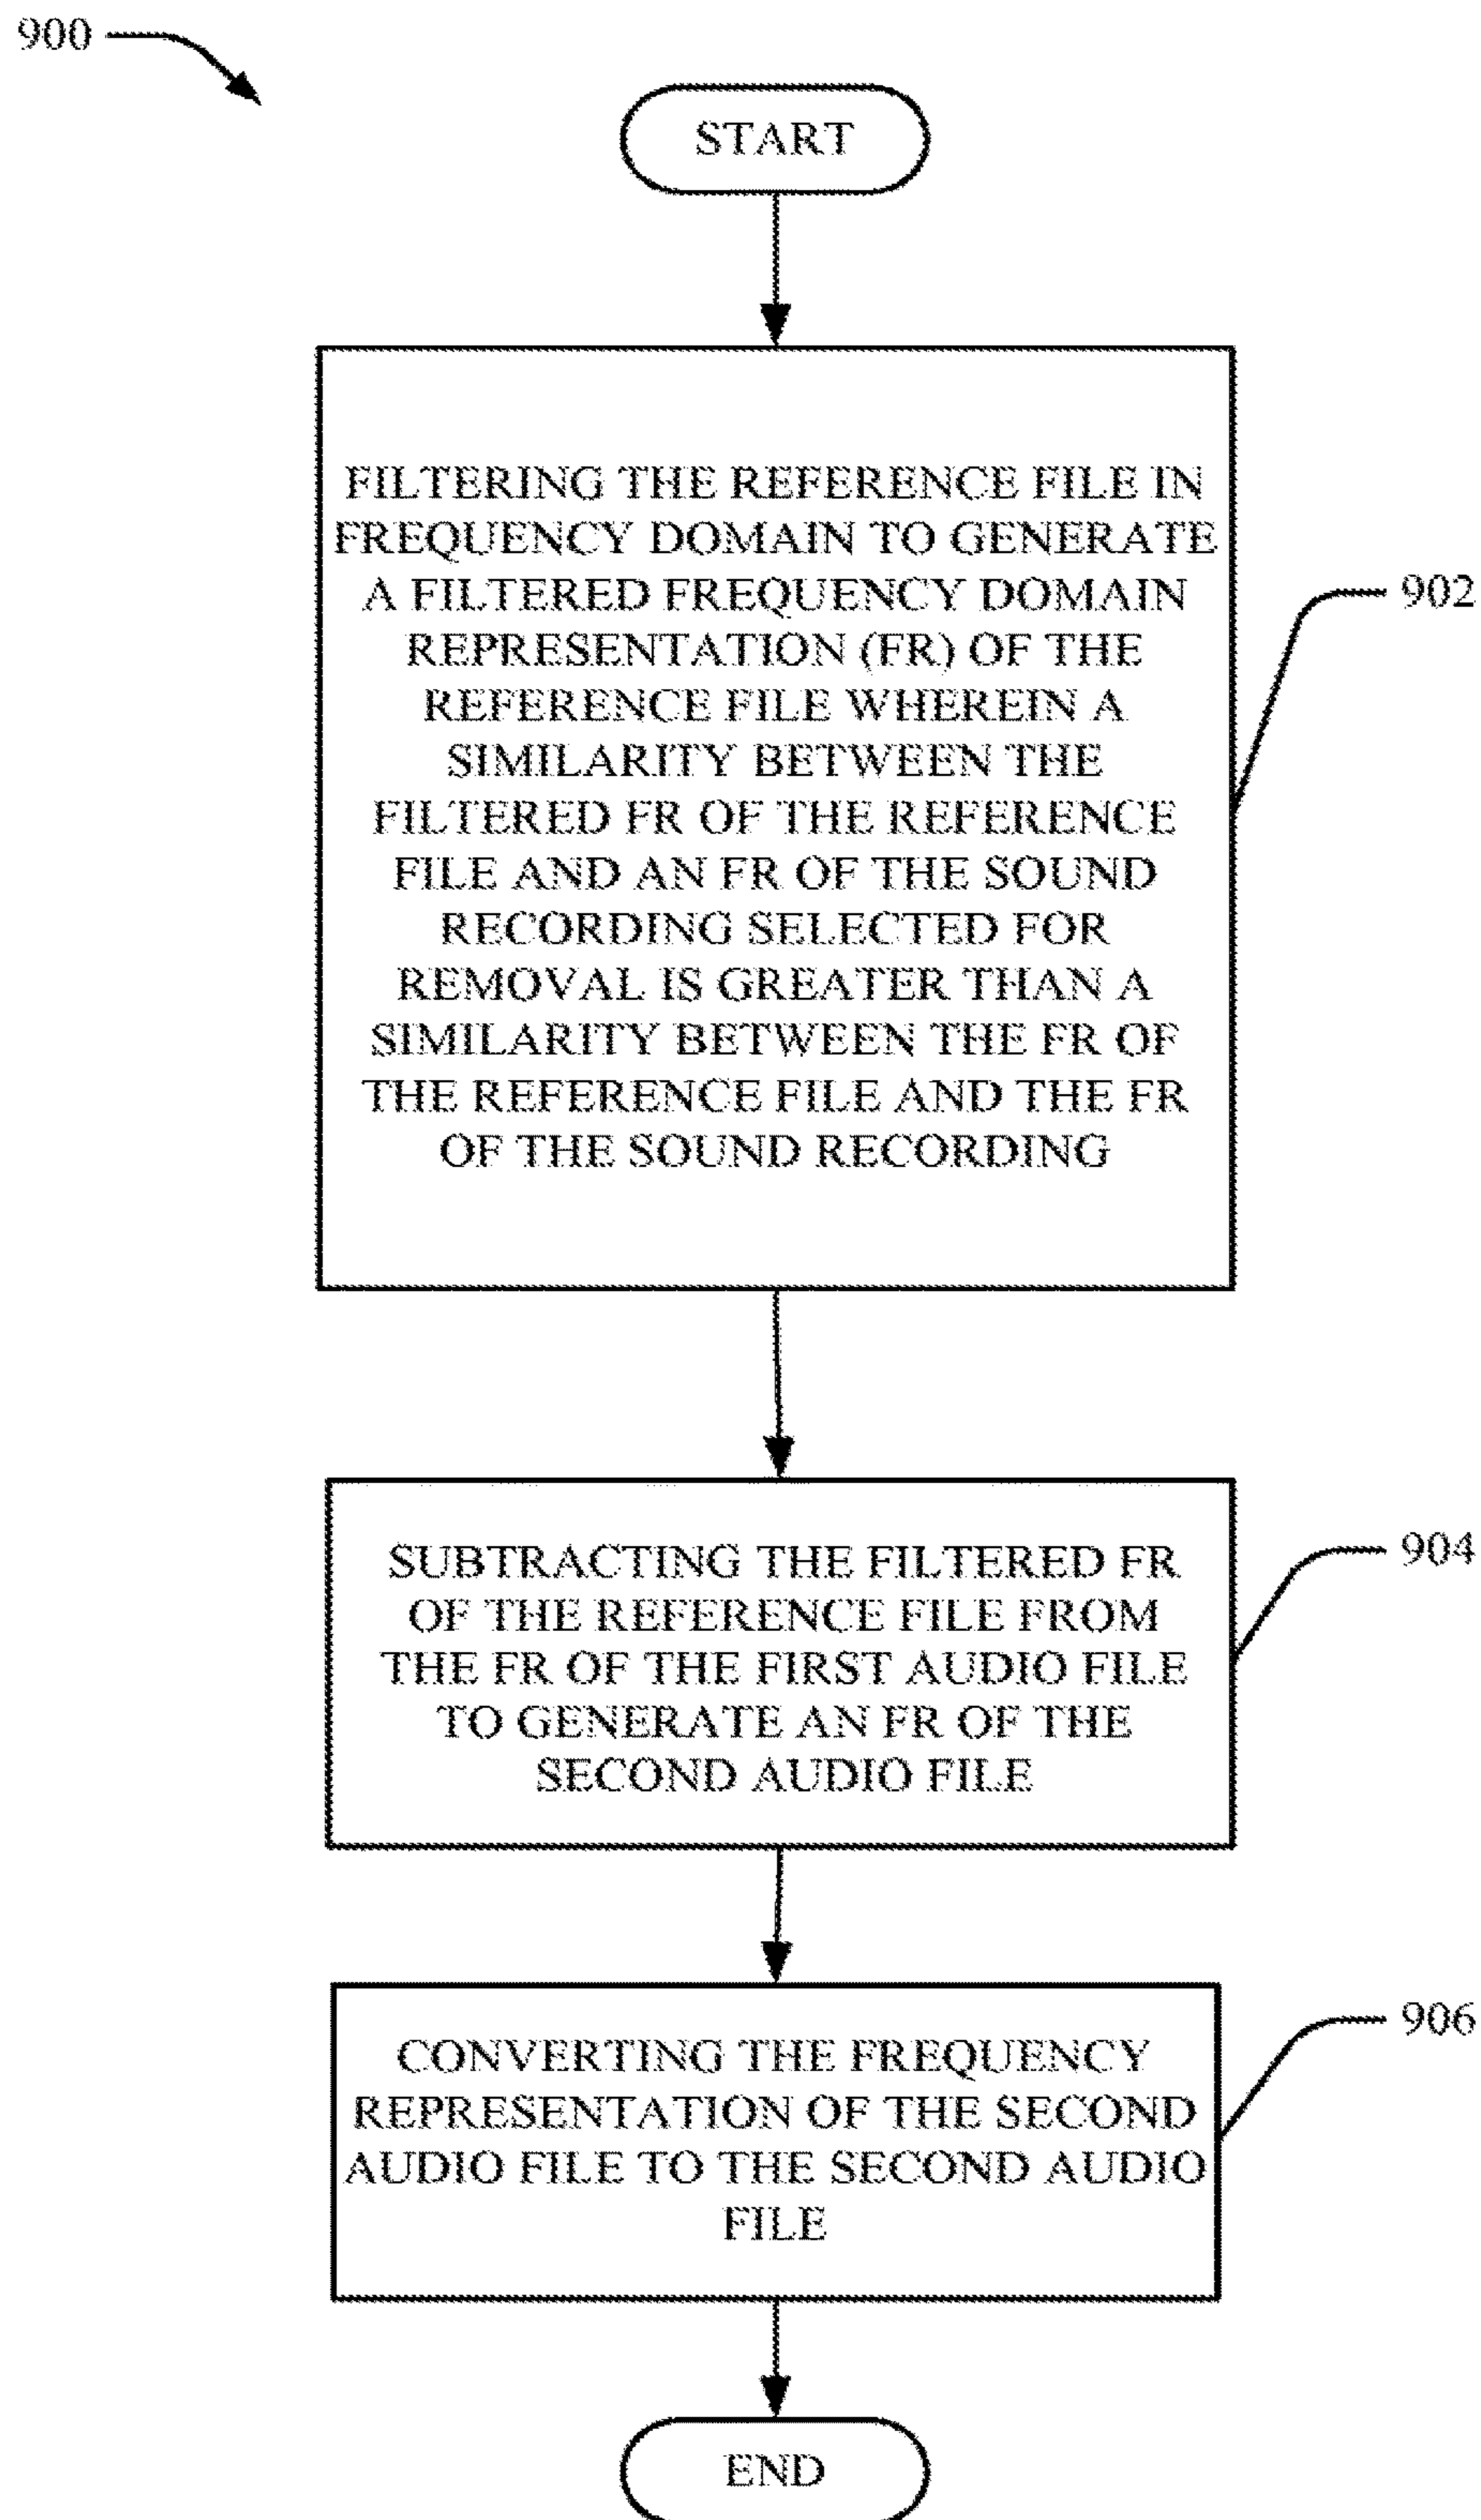 900
START
FILTERING THE REFERENCE FILE IN
FREQUENCY DOMAIN TO GENERATE
A FILTERED FREQUENCY DOMAIN
REPRESENTATION (FR) OF THE
REFERENCE FILE WHEREIN A
SIMILARITY BETWEEN THE
FILTERED FR OF THE REFERENCE
FILE AND AN FR OF THE SOUND
RECORDING SELECTED FOR
REMOVAL IS GREATER THAN A
SIMILARITY BETWEEN THE FR OF
THE REFERENCE FILE AND THE FR
OF THE SOUND RECORDING
902
SUBTRACTING THE FILTERED FR
OF THE REFERENCE FILE FROM
THE FR OF THE FIRST AUDIO FILE
TO GENERATE AN FR OF THE
SECOND AUDIO FILE
904
CONVERTING THE FREQUENCY
REPRESENTATION OF THE SECOND
AUDIO FILE TO THE SECOND AUDIO
FILE
906
END